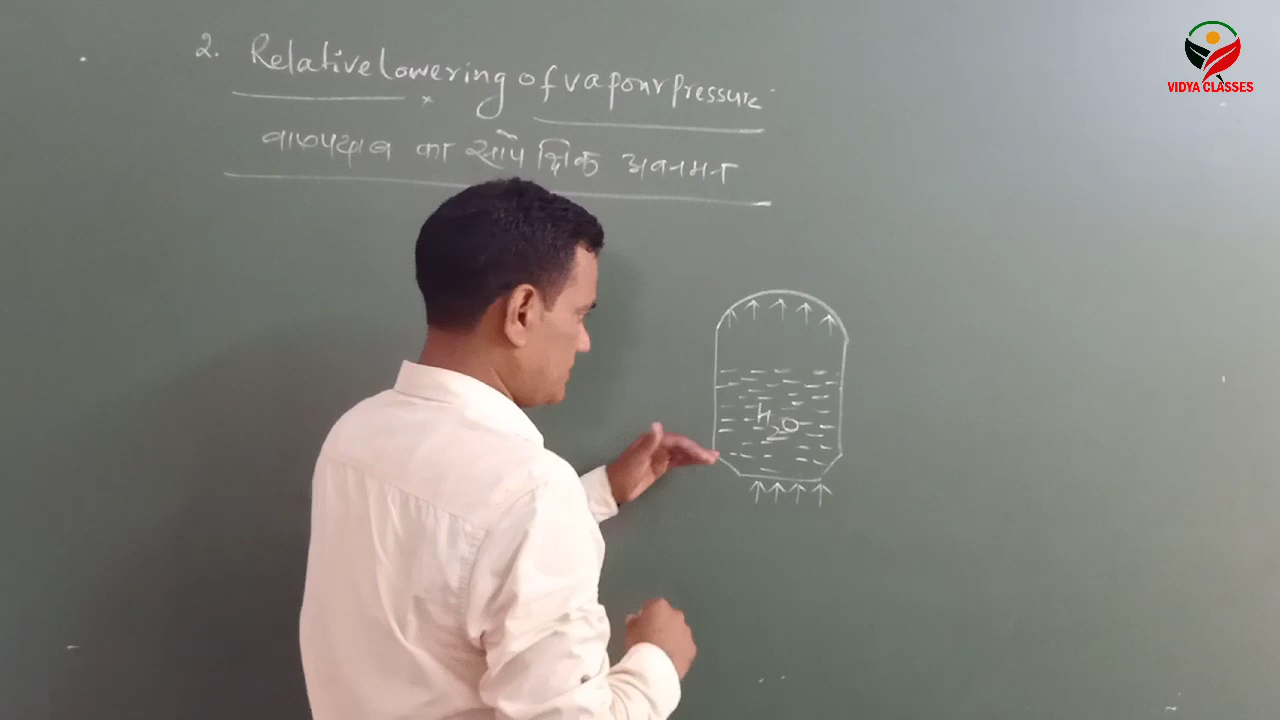 2. Relative lowering of vapour pressure
वाष्पदाब का सापेक्षिक अवनमन
H2O
VIDYA CLASSES